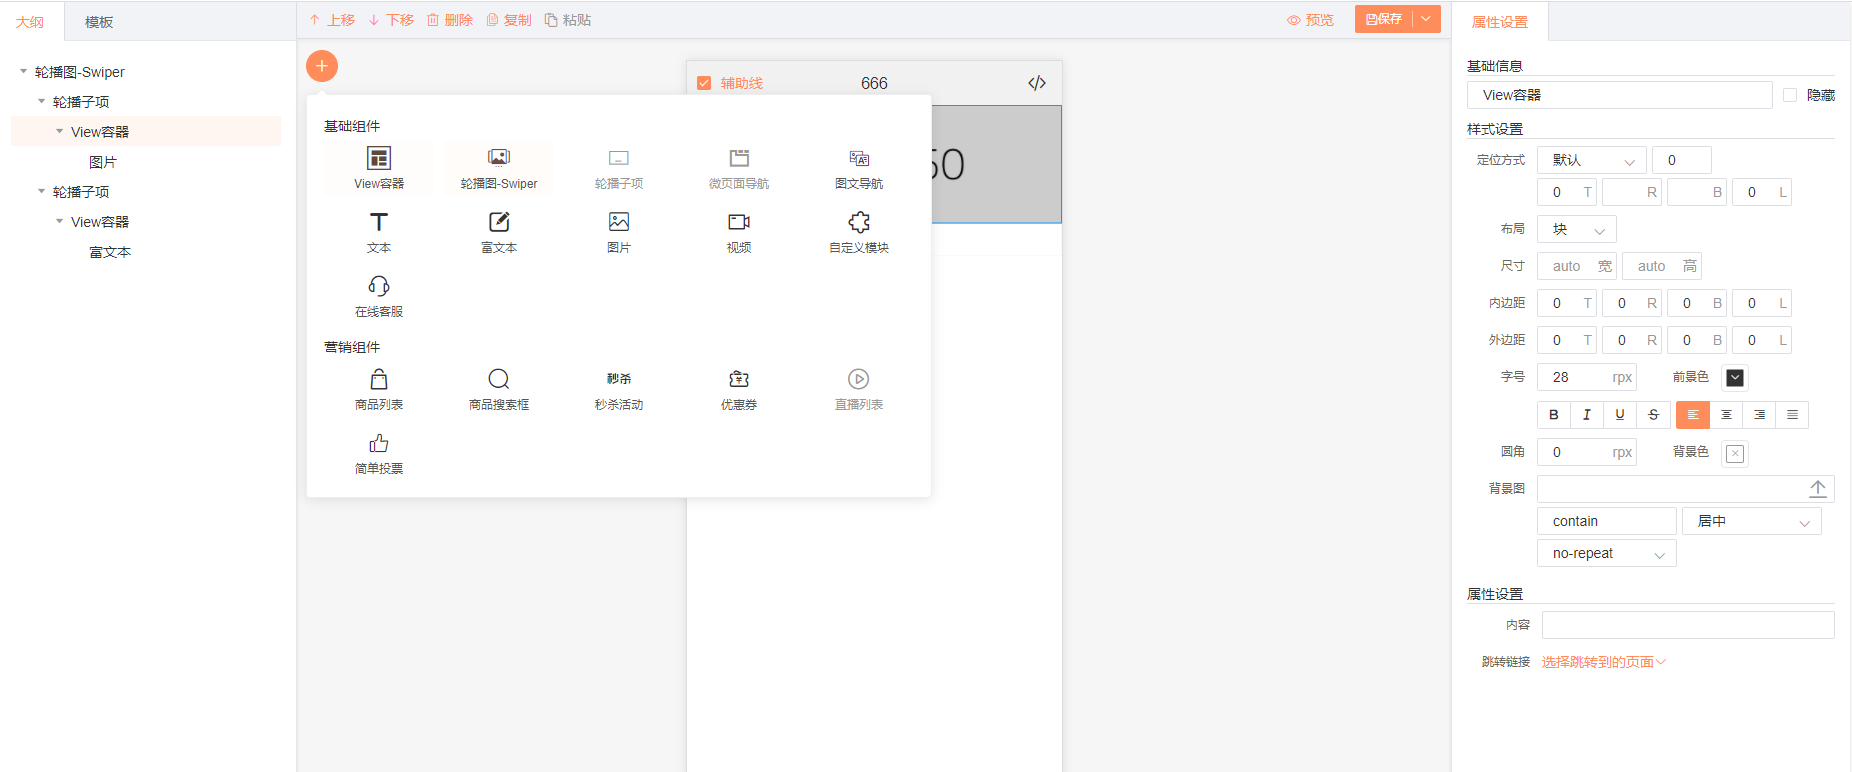 大纲
模板
轮播图-Swiper
轮播子项
View容器
图片
轮播子项
View容器
富文本
上移 下移 删除 复制 粘贴
预览 保存
辅助线 666 </>
基础组件
View容器 轮播图-Swiper 轮播子项 微页面导航 图文导航
文本 富文本 图片 视频 自定义模块
在线客服
营销组件
秒杀
商品列表 商品搜索框 秒杀活动 优惠券 直播列表
简单投票
属性设置
基础信息
View容器 隐藏
样式设置
定位方式 默认 0
0 T R B 0 L
布局 块
尺寸 auto 宽 auto 高
内边距 0 T 0 R 0 B 0 L
外边距 0 T 0 R 0 B 0 L
字号 28 rpx 前景色
B I U S
圆角 0 rpx 背景色
背景图
contain 居中
no-repeat
属性设置
内容
跳转链接 选择跳转到的页面